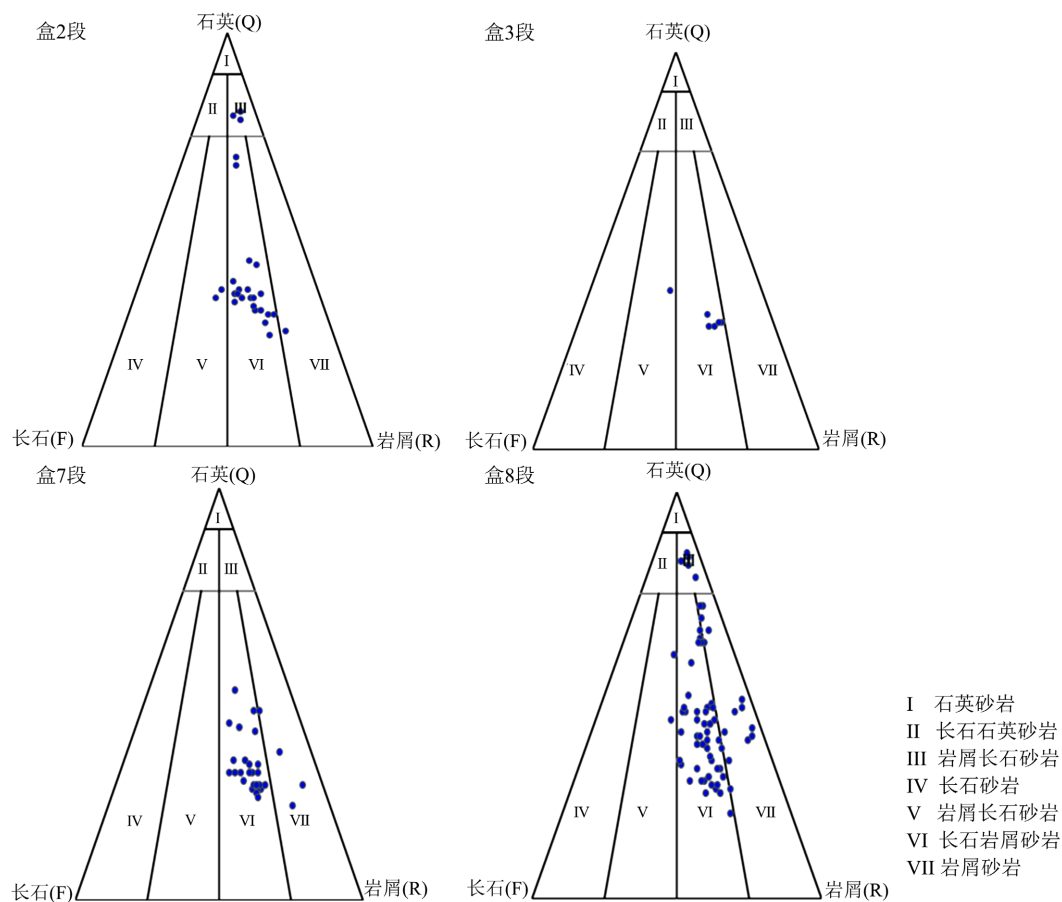 盒2段
石英(Q)
I
II
III
IV
V
VI
VII
长石(F)
岩屑(R)
盒3段
石英(Q)
I
II
III
IV
V
VI
VII
长石(F)
岩屑(R)
盒7段
石英(Q)
I
II
III
IV
V
VI
VII
长石(F)
岩屑(R)
盒8段
石英(Q)
I
II
III
IV
V
VI
VII
长石(F)
岩屑(R)
I 石英砂岩
II 长石石英砂岩
III 岩屑长石砂岩
IV 长石砂岩
V 岩屑长石砂岩
VI 长石岩屑砂岩
VII 岩屑砂岩